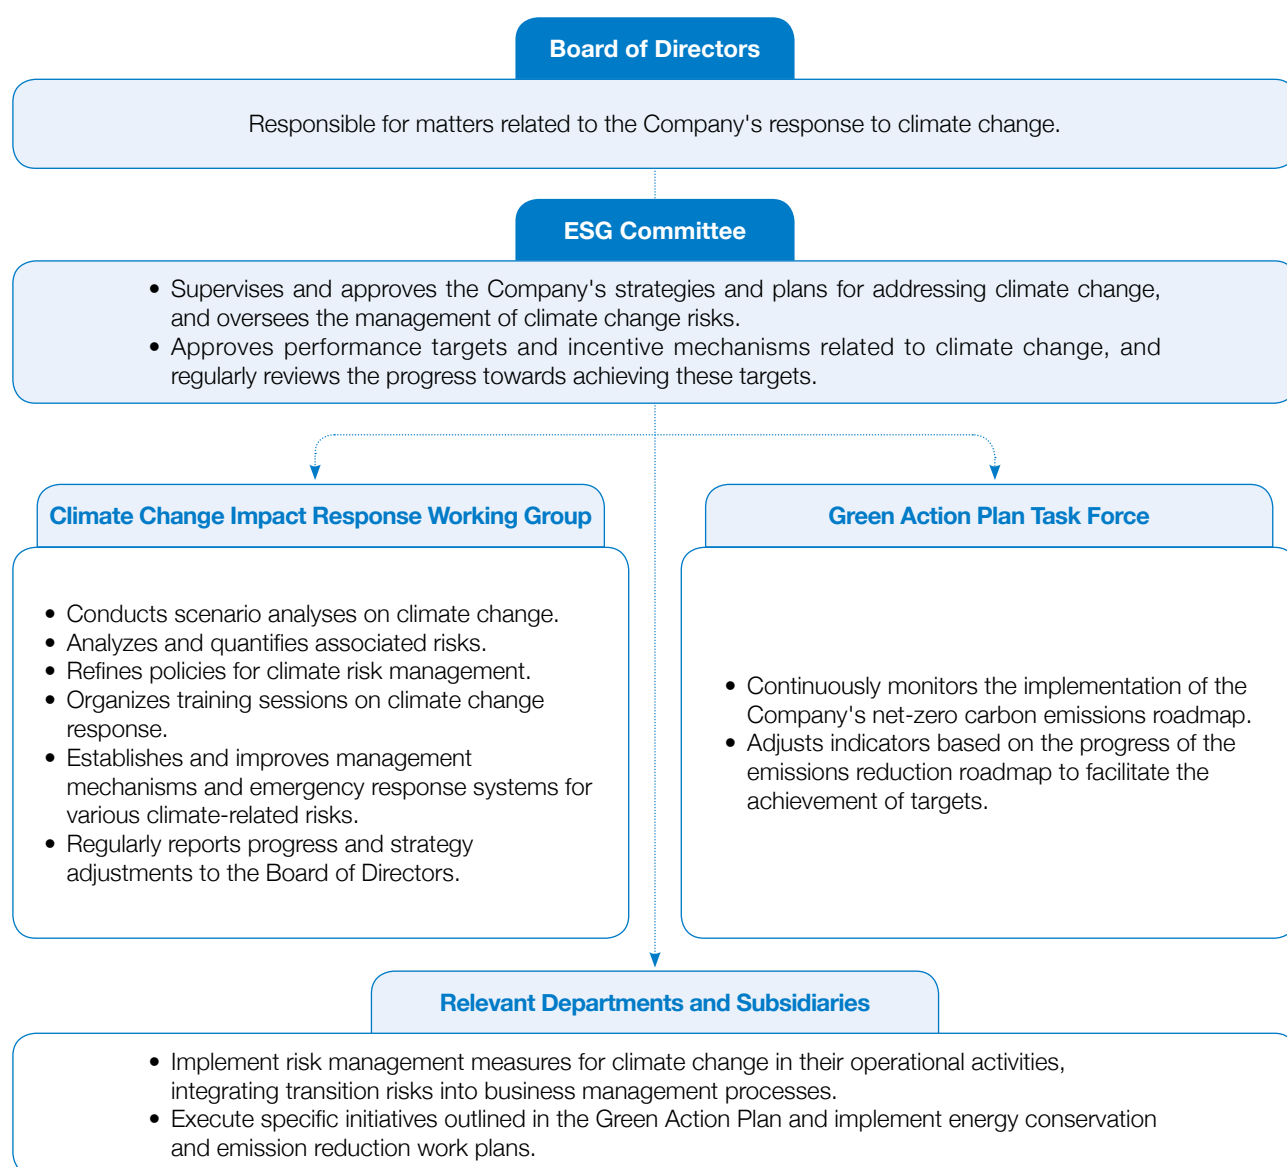 Board of Directors
Responsible for matters related to the Company's response to climate change.
ESG Committee
• Supervises and approves the Company's strategies and plans for addressing climate change,
and oversees the management of climate change risks.
• Approves performance targets and incentive mechanisms related to climate change, and
regularly reviews the progress towards achieving these targets.
Climate Change Impact Response Working Group
• Conducts scenario analyses on climate change.
• Analyzes and quantifies associated risks.
• Refines policies for climate risk management.
• Organizes training sessions on climate change
response.
• Establishes and improves management
mechanisms and emergency response systems for
various climate-related risks.
• Regularly reports progress and strategy
adjustments to the Board of Directors.
Green Action Plan Task Force
• Continuously monitors the implementation of the
Company's net-zero carbon emissions roadmap.
• Adjusts indicators based on the progress of the
emissions reduction roadmap to facilitate the
achievement of targets.
Relevant Departments and Subsidiaries
• Implement risk management measures for climate change in their operational activities,
integrating transition risks into business management processes.
• Execute specific initiatives outlined in the Green Action Plan and implement energy conservation
and emission reduction work plans.